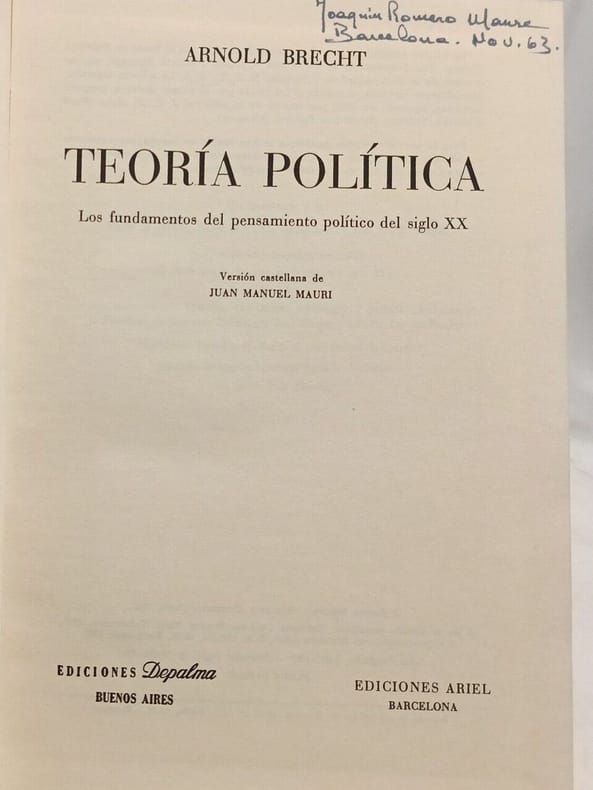 Joaquin Romero Maura
Barcelona. Nov. 63.
ARNOLD BRECHT
TEORÍA POLÍTICA
Los fundamentos del pensamiento político del siglo XX
Versión castellana de
JUAN MANUEL MAURI
EDICIONES Depalma
BUENOS AIRES
EDICIONES ARIEL
BARCELONA